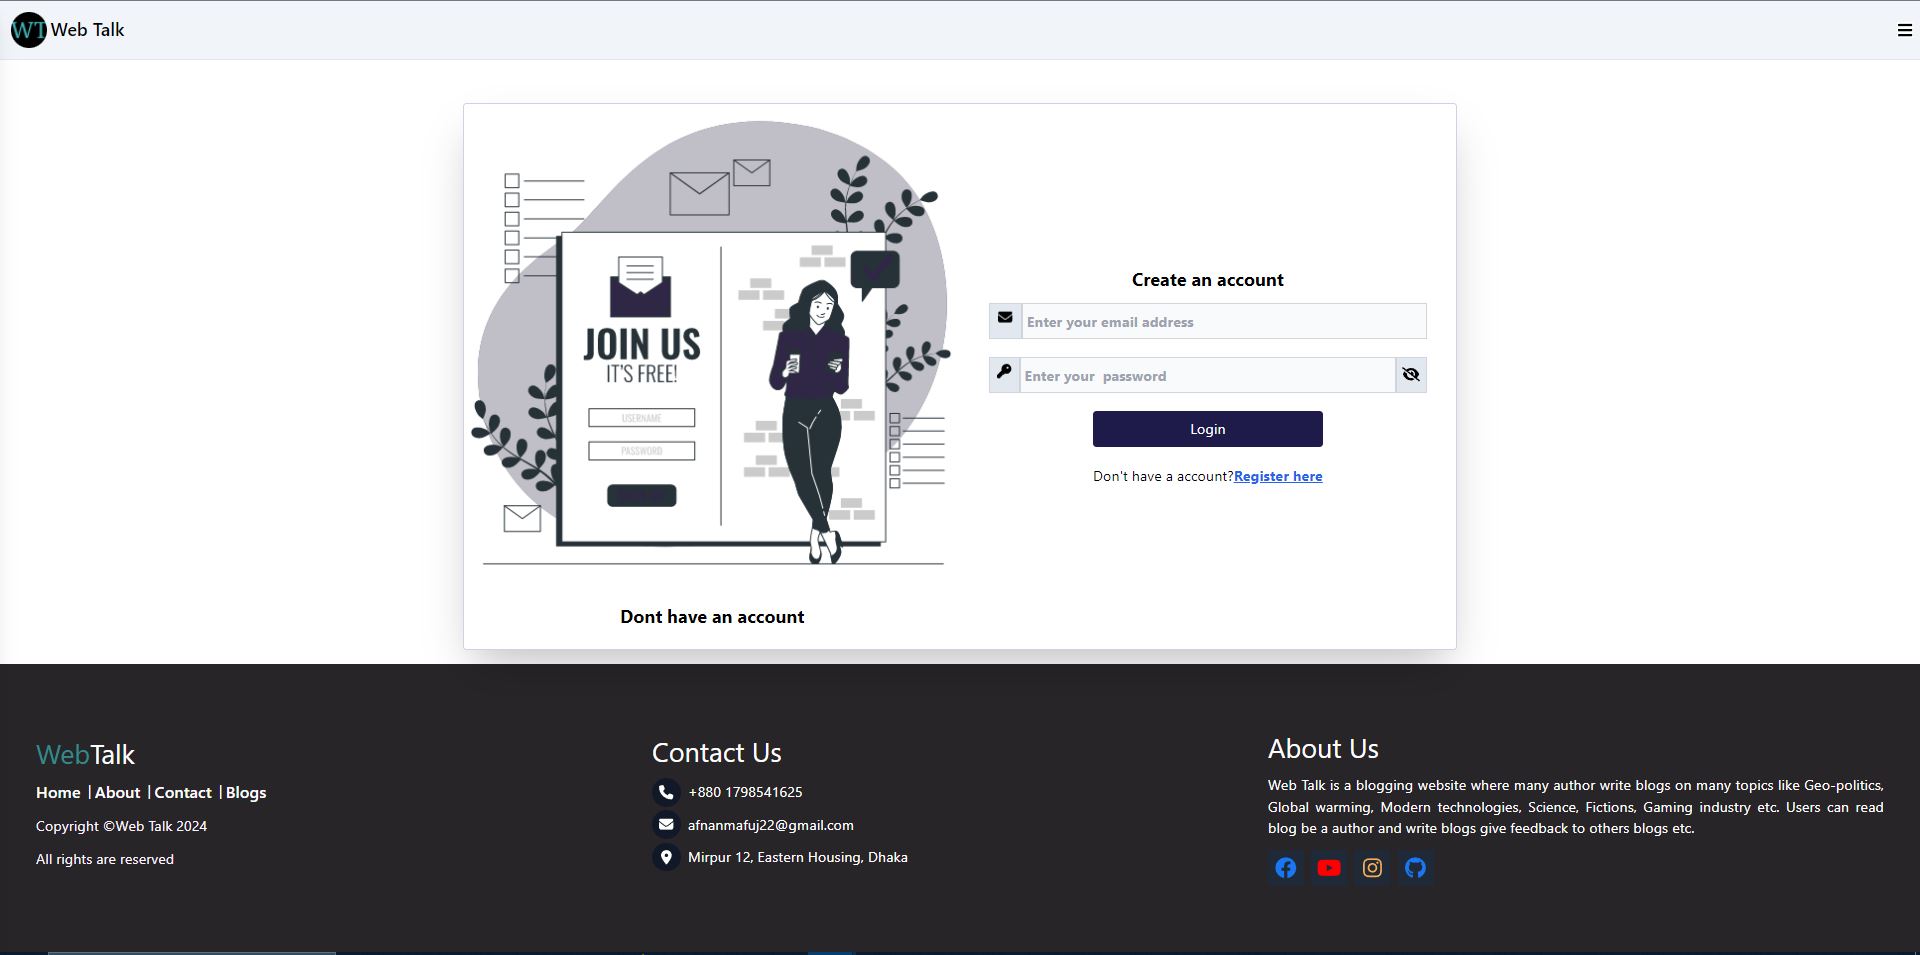 WT Web Talk
JOIN US
IT'S FREE!
USERNAME
PASSWORD
Dont have an account
Create an account
Enter your email address
Enter your  password
Login
Don't have a account?Register here
WebTalk
Home | About | Contact | Blogs
Copyright ©Web Talk 2024
All rights are reserved
Contact Us
+880 1798541625
afnanmafuj22@gmail.com
Mirpur 12, Eastern Housing, Dhaka
About Us
Web Talk is a blogging website where many author write blogs on many topics like Geo-politics,
Global warming, Modern technologies, Science, Fictions, Gaming industry etc. Users can read
blog be a author and write blogs give feedback to others blogs etc.